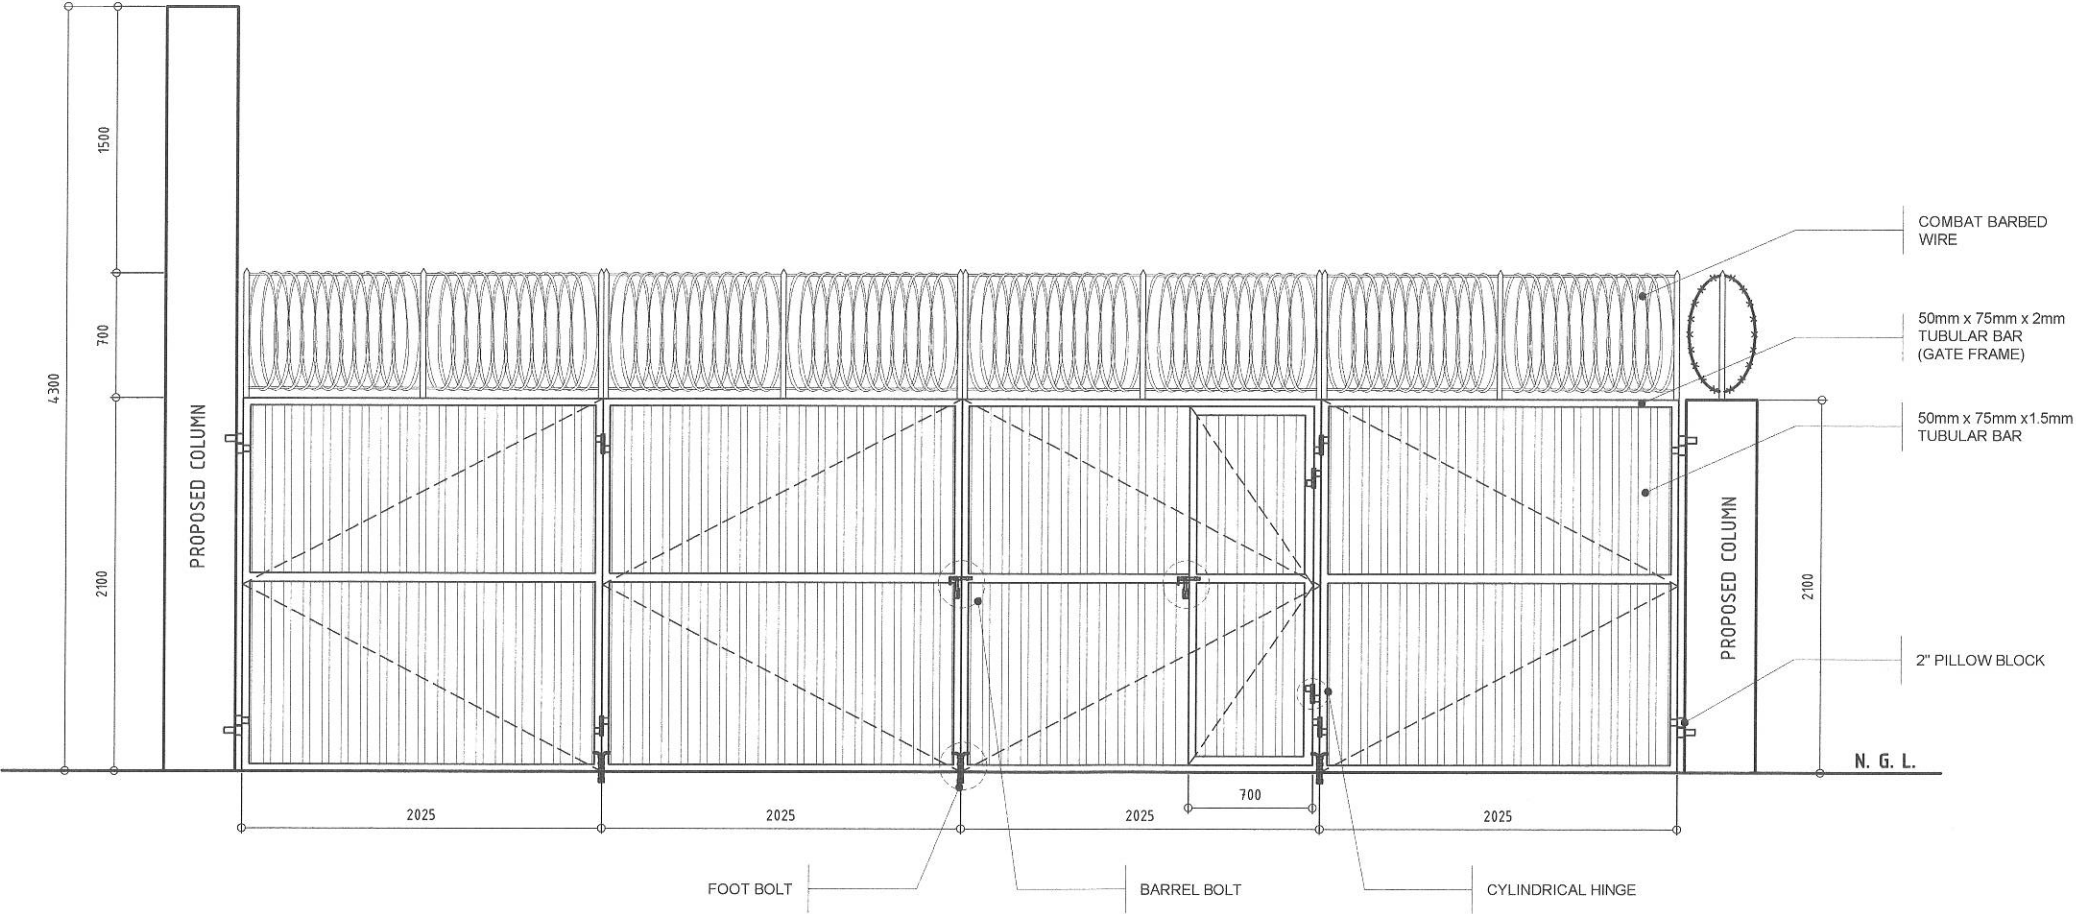 1500
700
4300
2100
PROPOSED COLUMN
COMBAT BARBED
WIRE
50mm x 75mm x 2mm
TUBULAR BAR
(GATE FRAME)
50mm x 75mm x1.5mm
TUBULAR BAR
PROPOSED COLUMN
2100
2" PILLOW BLOCK
N. G. L.
700
2025
2025
2025
2025
FOOT BOLT
BARREL BOLT
CYLINDRICAL HINGE